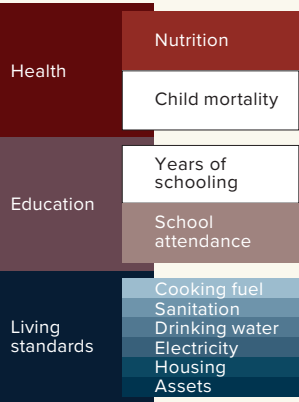 Health
Nutrition
Child mortality
Education
Years of
schooling
School
attendance
Living
standards
Cooking fuel
Sanitation
Drinking water
Electricity
Housing
Assets